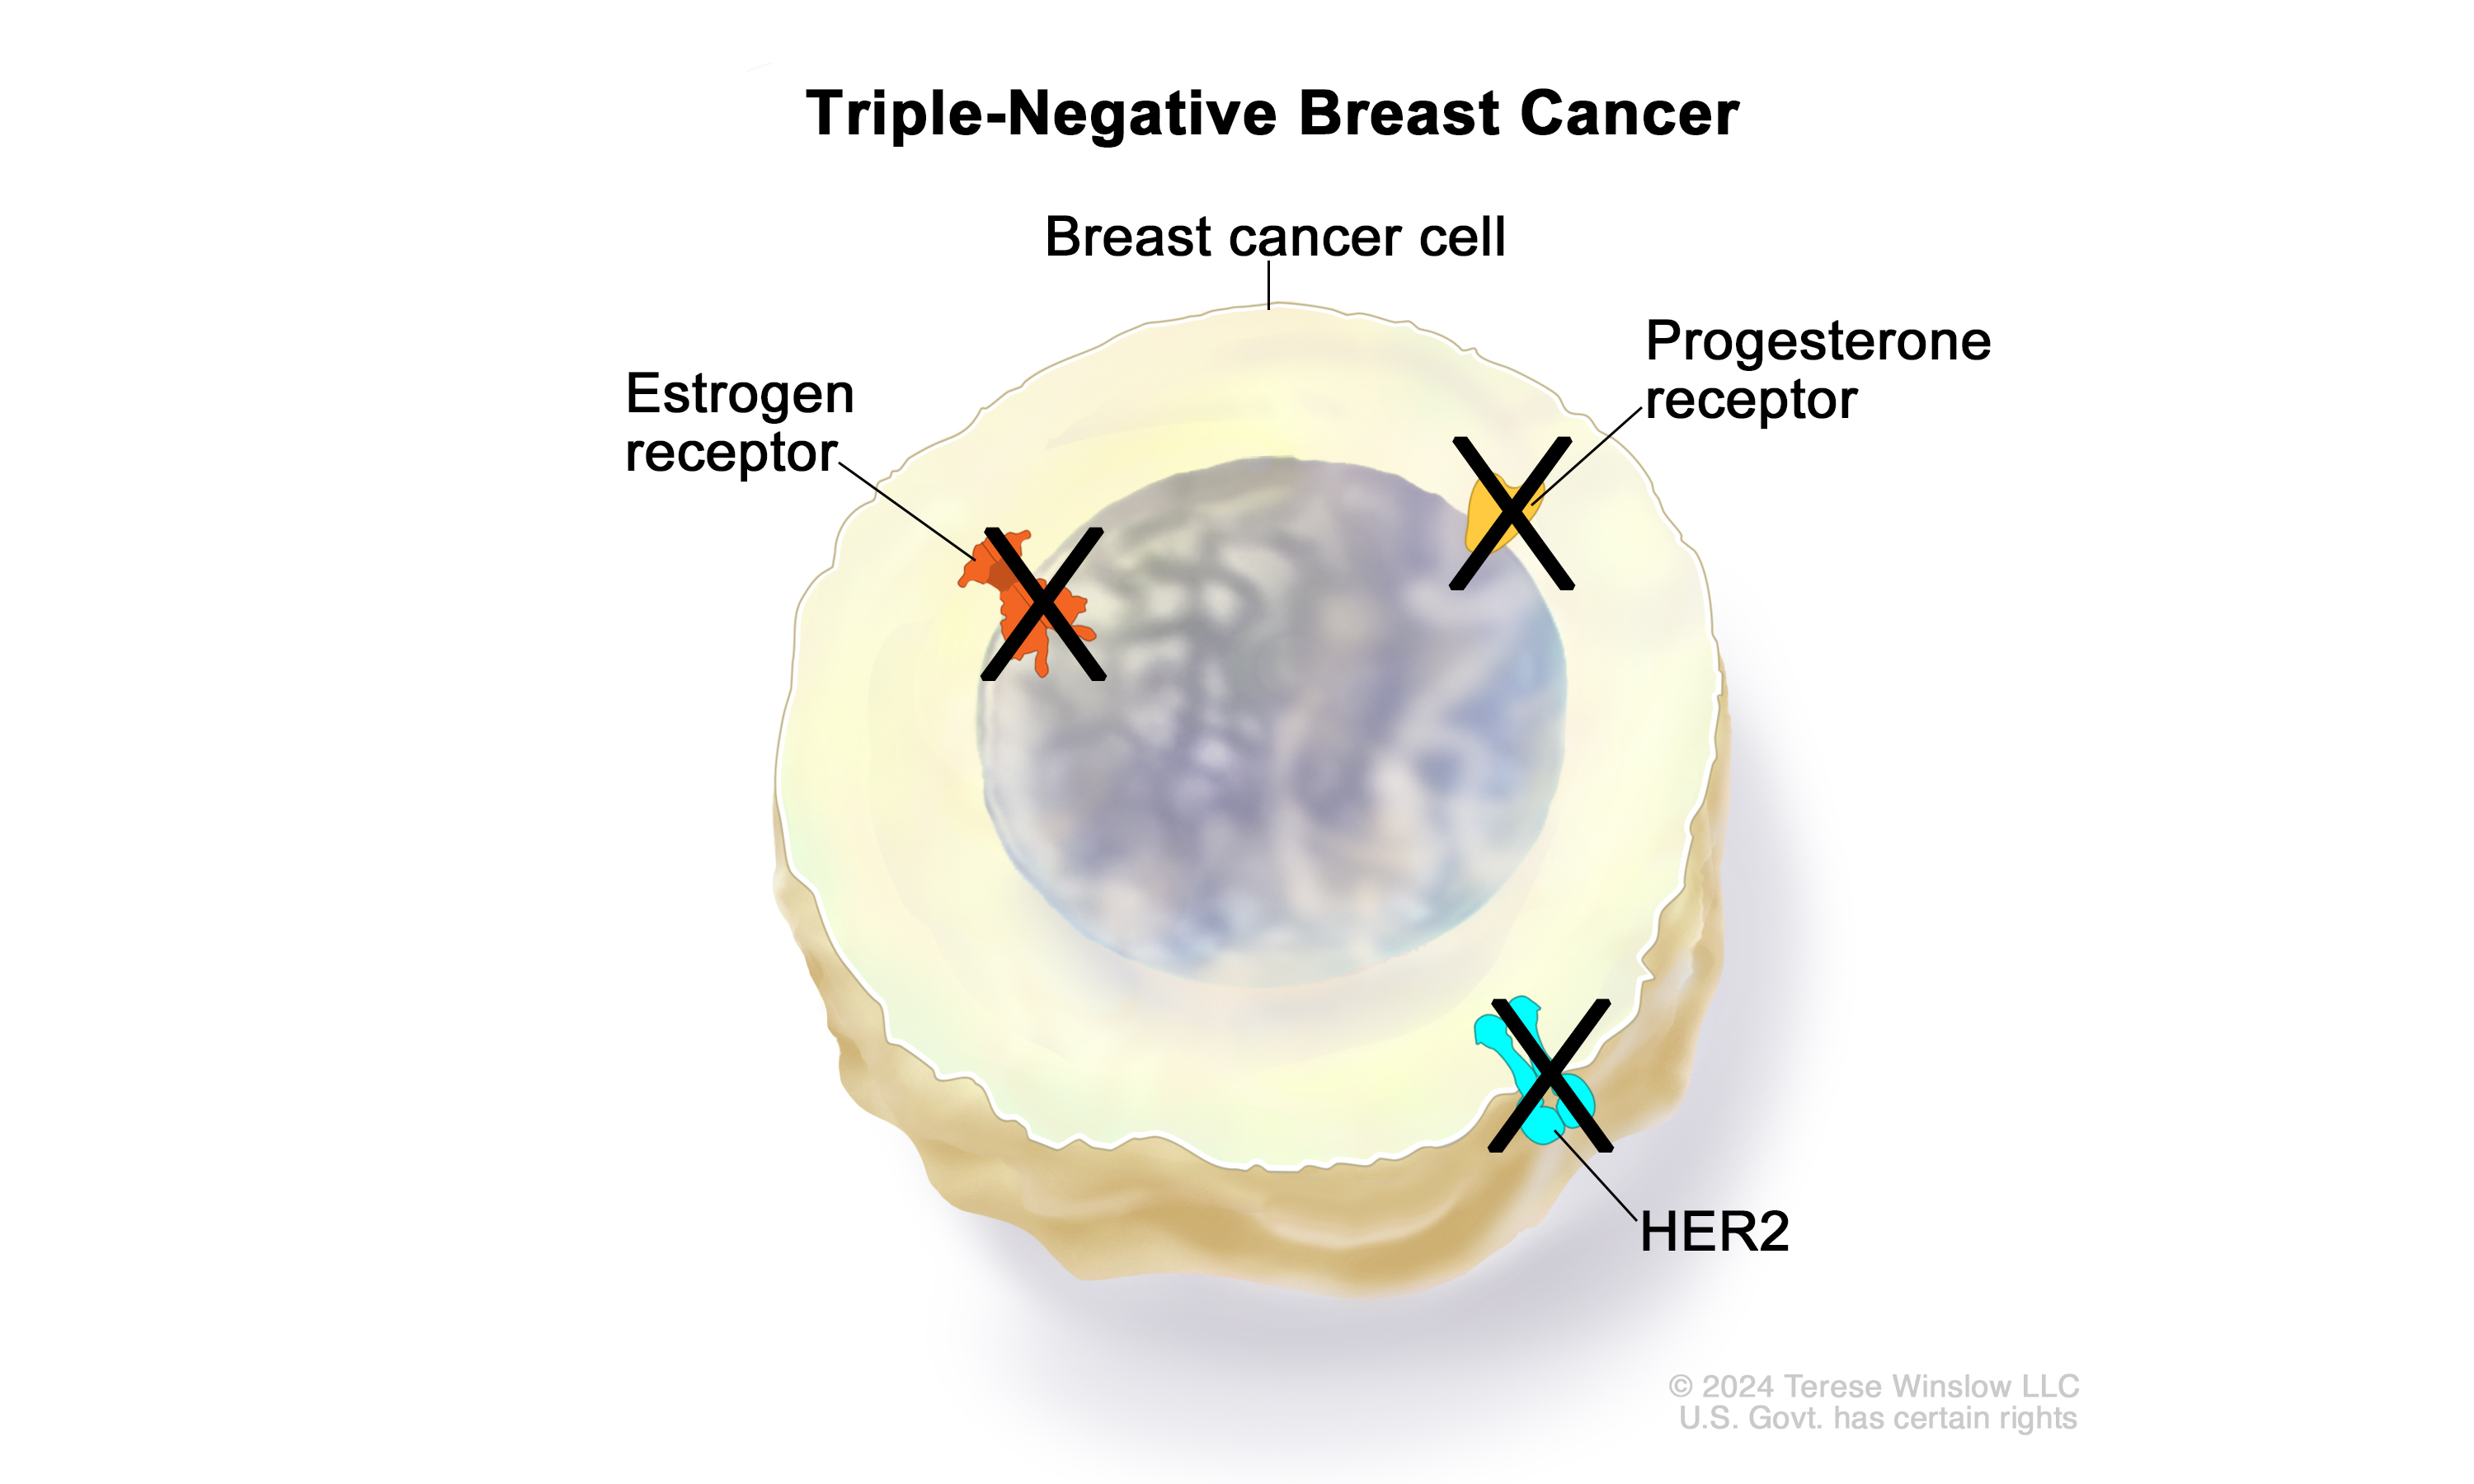 Triple-Negative Breast Cancer
Breast cancer cell
Estrogen
receptor
Progesterone
receptor
HER2
© 2024 Terese Winslow LLC
U.S. Govt. has certain rights